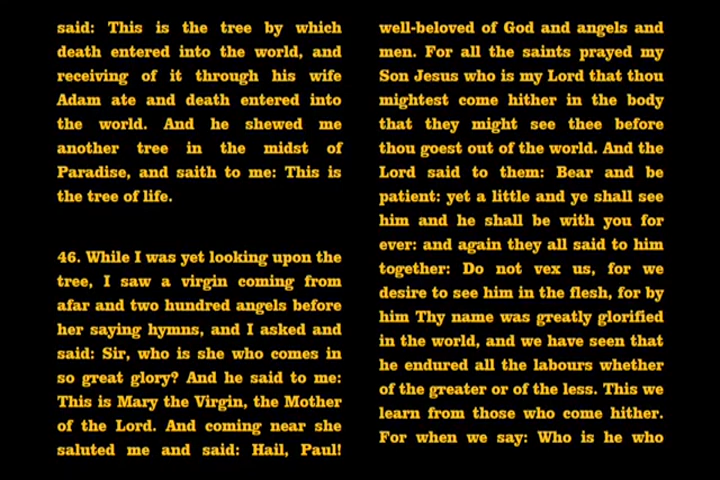 said: This is the tree by which
death entered into the world, and
receiving of it through his wife
Adam ate and death entered into
the world. And he shewed me
another tree in the midst of
Paradise, and saith to me: This is
the tree of life.
46. While I was yet looking upon the
tree, I saw a virgin coming from
afar and two hundred angels before
her saying hymns, and I asked and
said: Sir, who is she who comes in
so great glory? And he said to me:
This is Mary the Virgin, the Mother
of the Lord. And coming near she
saluted me and said: Hail, Paul!
well-beloved of God and angels and
men. For all the saints prayed my
Son Jesus who is my Lord that thou
mightest come hither in the body
that they might see thee before
thou goest out of the world. And the
Lord said to them: Bear and be
patient: yet a little and ye shall see
him and he shall be with you for
ever: and again they all said to him
together: Do not vex us, for we
desire to see him in the flesh, for by
him Thy name was greatly glorified
in the world, and we have seen that
he endured all the labours whether
of the greater or of the less. This we
learn from those who come hither.
For when we say: Who is he who